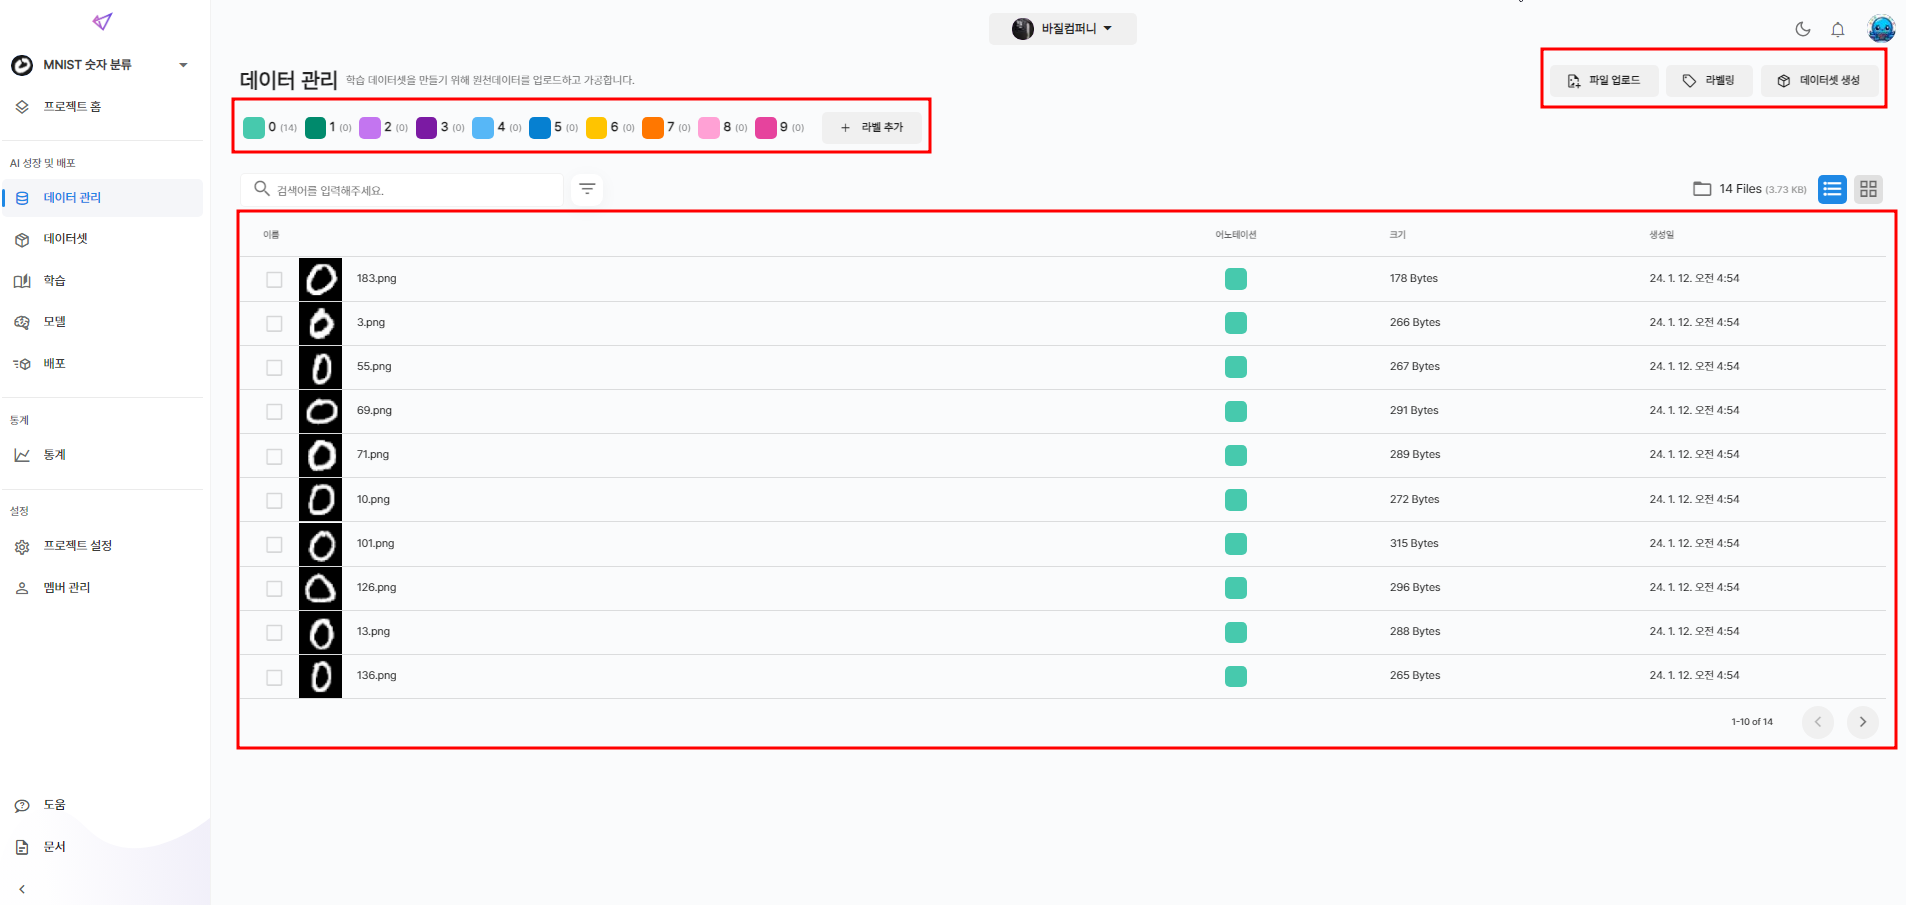 바질컴퍼니
MNIST 숫자 분류
프로젝트 홈
AI 성장 및 배포
데이터 관리
데이터셋
학습
모델
배포
통계
통계
설정
프로젝트 설정
멤버 관리
도움
문서
데이터 관리 학습 데이터셋을 만들기 위해 원천데이터를 업로드하고 가공합니다.
파일 업로드 라벨링 데이터셋 생성
0 (14) 1 (0) 2 (0) 3 (0) 4 (0) 5 (0) 6 (0) 7 (0) 8 (0) 9 (0) + 라벨 추가
검색어를 입력해주세요.
14 Files (3.73 KB)
이름 어노테이션 크기 생성일
183.png 178 Bytes 24. 1. 12. 오전 4:54
3.png 266 Bytes 24. 1. 12. 오전 4:54
55.png 267 Bytes 24. 1. 12. 오전 4:54
69.png 291 Bytes 24. 1. 12. 오전 4:54
71.png 289 Bytes 24. 1. 12. 오전 4:54
10.png 272 Bytes 24. 1. 12. 오전 4:54
101.png 315 Bytes 24. 1. 12. 오전 4:54
126.png 296 Bytes 24. 1. 12. 오전 4:54
13.png 288 Bytes 24. 1. 12. 오전 4:54
136.png 265 Bytes 24. 1. 12. 오전 4:54
1-10 of 14